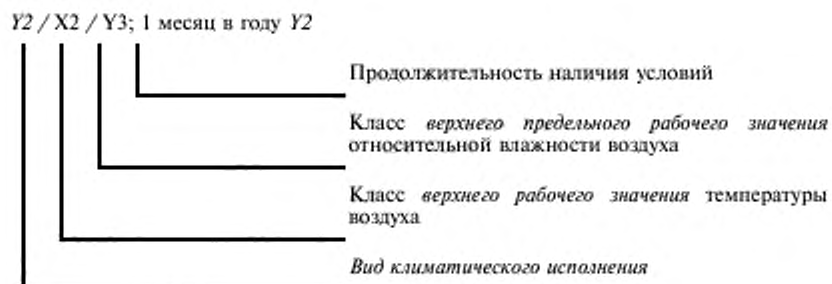 Y2 / X2 / Y3; 1 месяц в году Y2
Продолжительность наличия условий
Класс верхнего предельного рабочего значения
относительной влажности воздуха
Класс верхнего рабочего значения температуры
воздуха
Вид климатического исполнения